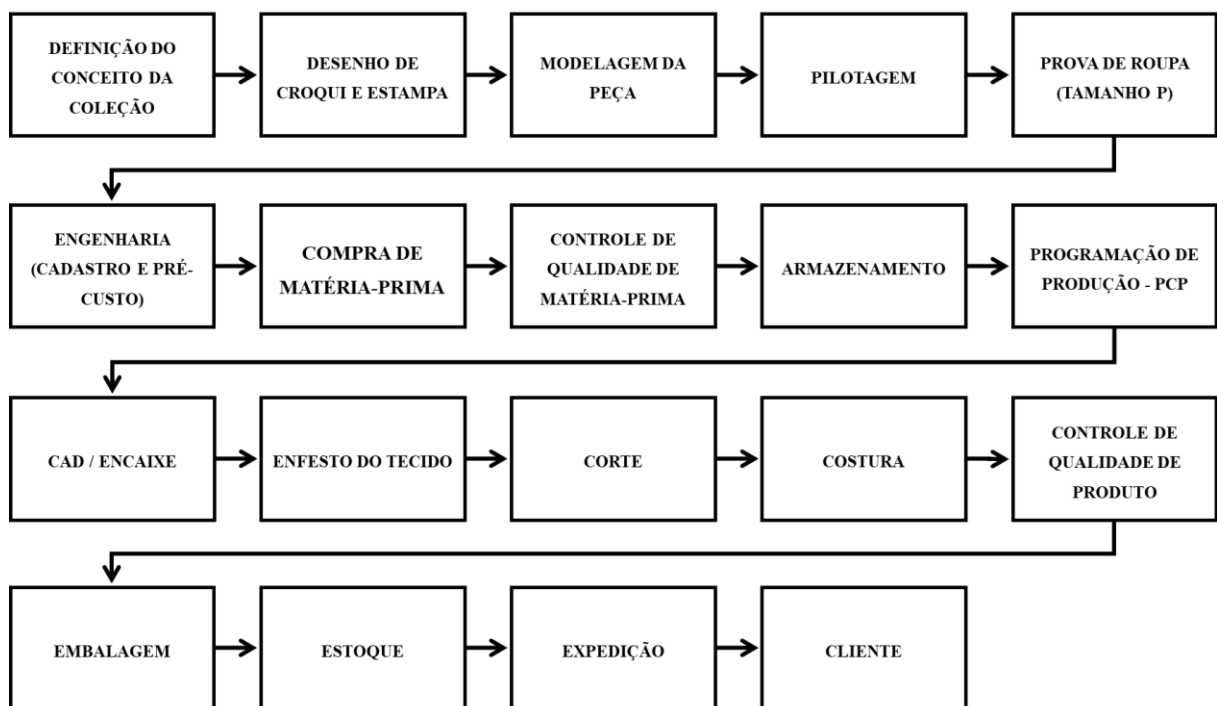 DEFINIÇÃO DO
CONCEITO DA
COLEÇÃO
DESENHO DE
CROQUI E ESTAMPA
MODELAGEM DA
PEÇA
PILOTAGEM
PROVA DE ROUPA
(TAMANHO P)
ENGENHARIA
(CADASTRO E PRÉ-
CUSTO)
COMPRA DE
MATÉRIA-PRIMA
CONTROLE DE
QUALIDADE DE
MATÉRIA-PRIMA
ARMAZENAMENTO
PROGRAMAÇÃO DE
PRODUÇÃO - PCP
CAD / ENCAIXE
ENFESTO DO TECIDO
CORTE
COSTURA
CONTROLE DE
QUALIDADE DE
PRODUTO
EMBALAGEM
ESTOQUE
EXPEDIÇÃO
CLIENTE